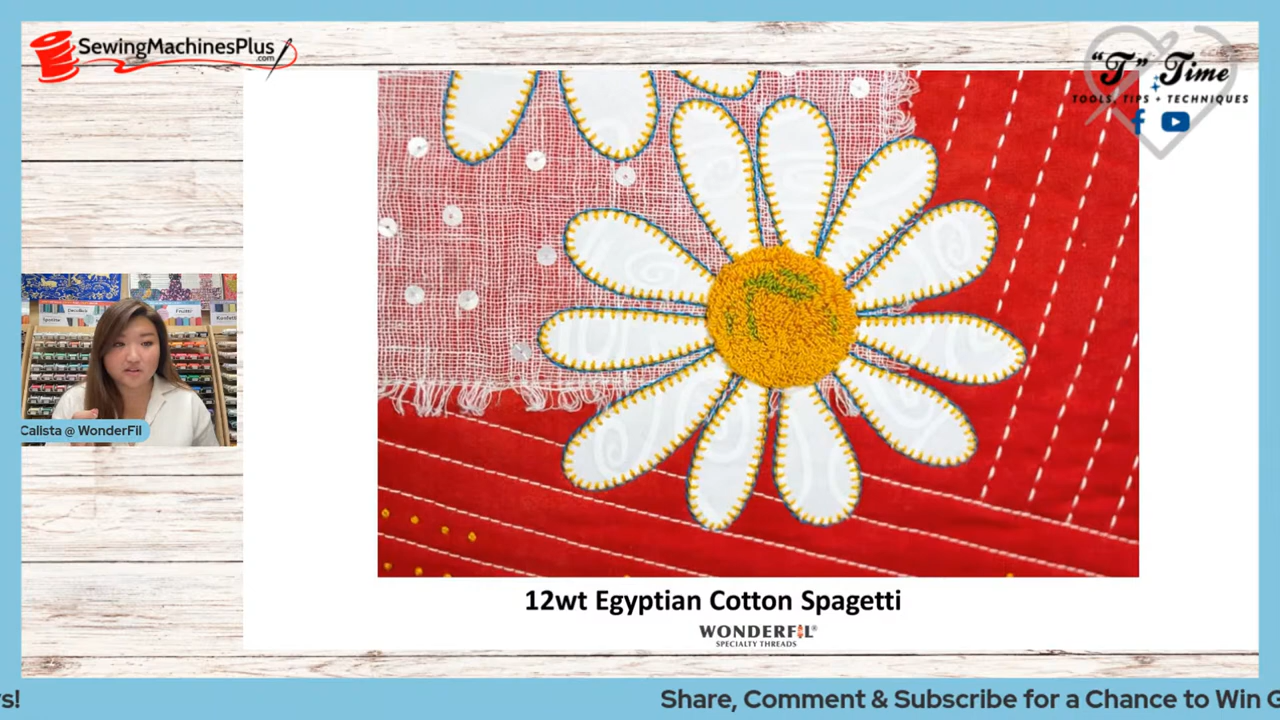 SewingMachinesPlus
.com
"T" Time
TOOLS, TIPS + TECHNIQUES
Calista @ WonderFil
12wt Egyptian Cotton Spagetti
WONDERFIL®
SPECIALTY THREADS
Share, Comment & Subscribe for a Chance to Win